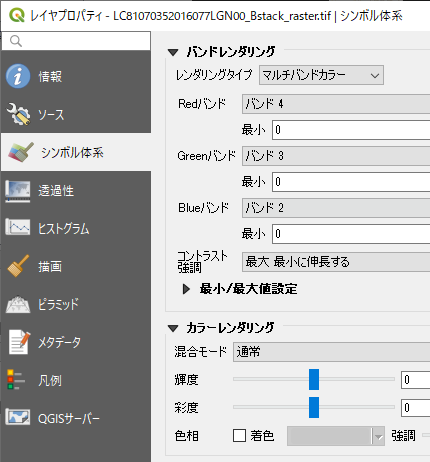 レイヤプロパティ - LC81070352016077LGN00_Bstack_raster.tif | シンボル体系
情報
ソース
シンボル体系
透過性
ヒストグラム
描画
ピラミッド
メタデータ
凡例
QGISサーバー
バンドレンダリング
レンダリングタイプ マルチバンドカラー
Redバンド バンド 4
最小 0
Greenバンド バンド 3
最小 0
Blueバンド バンド 2
最小 0
コントラスト
強調 最大 最小に伸長する
最小/最大値設定
カラーレンダリング
混合モード 通常
輝度 0
彩度 0
色相 着色 強調